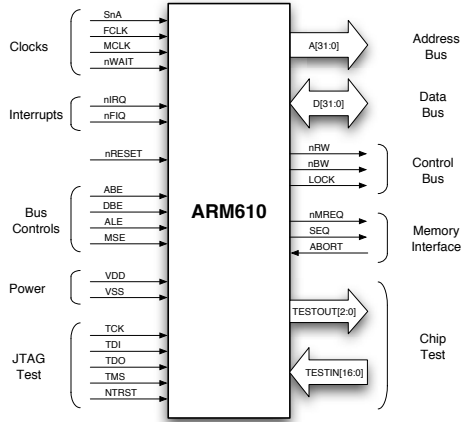 Clocks
SnA
FCLK
MCLK
nWAIT
Interrupts
nIRQ
nFIQ
nRESET
Bus
Controls
ABE
DBE
ALE
MSE
Power
VDD
VSS
JTAG
Test
TCK
TDI
TDO
TMS
NTRST
ARM610
A[31:0]
Address
Bus
D[31:0]
Data
Bus
nRW
nBW
LOCK
Control
Bus
nMREQ
SEQ
ABORT
Memory
Interface
TESTOUT[2:0]
TESTIN[16:0]
Chip
Test